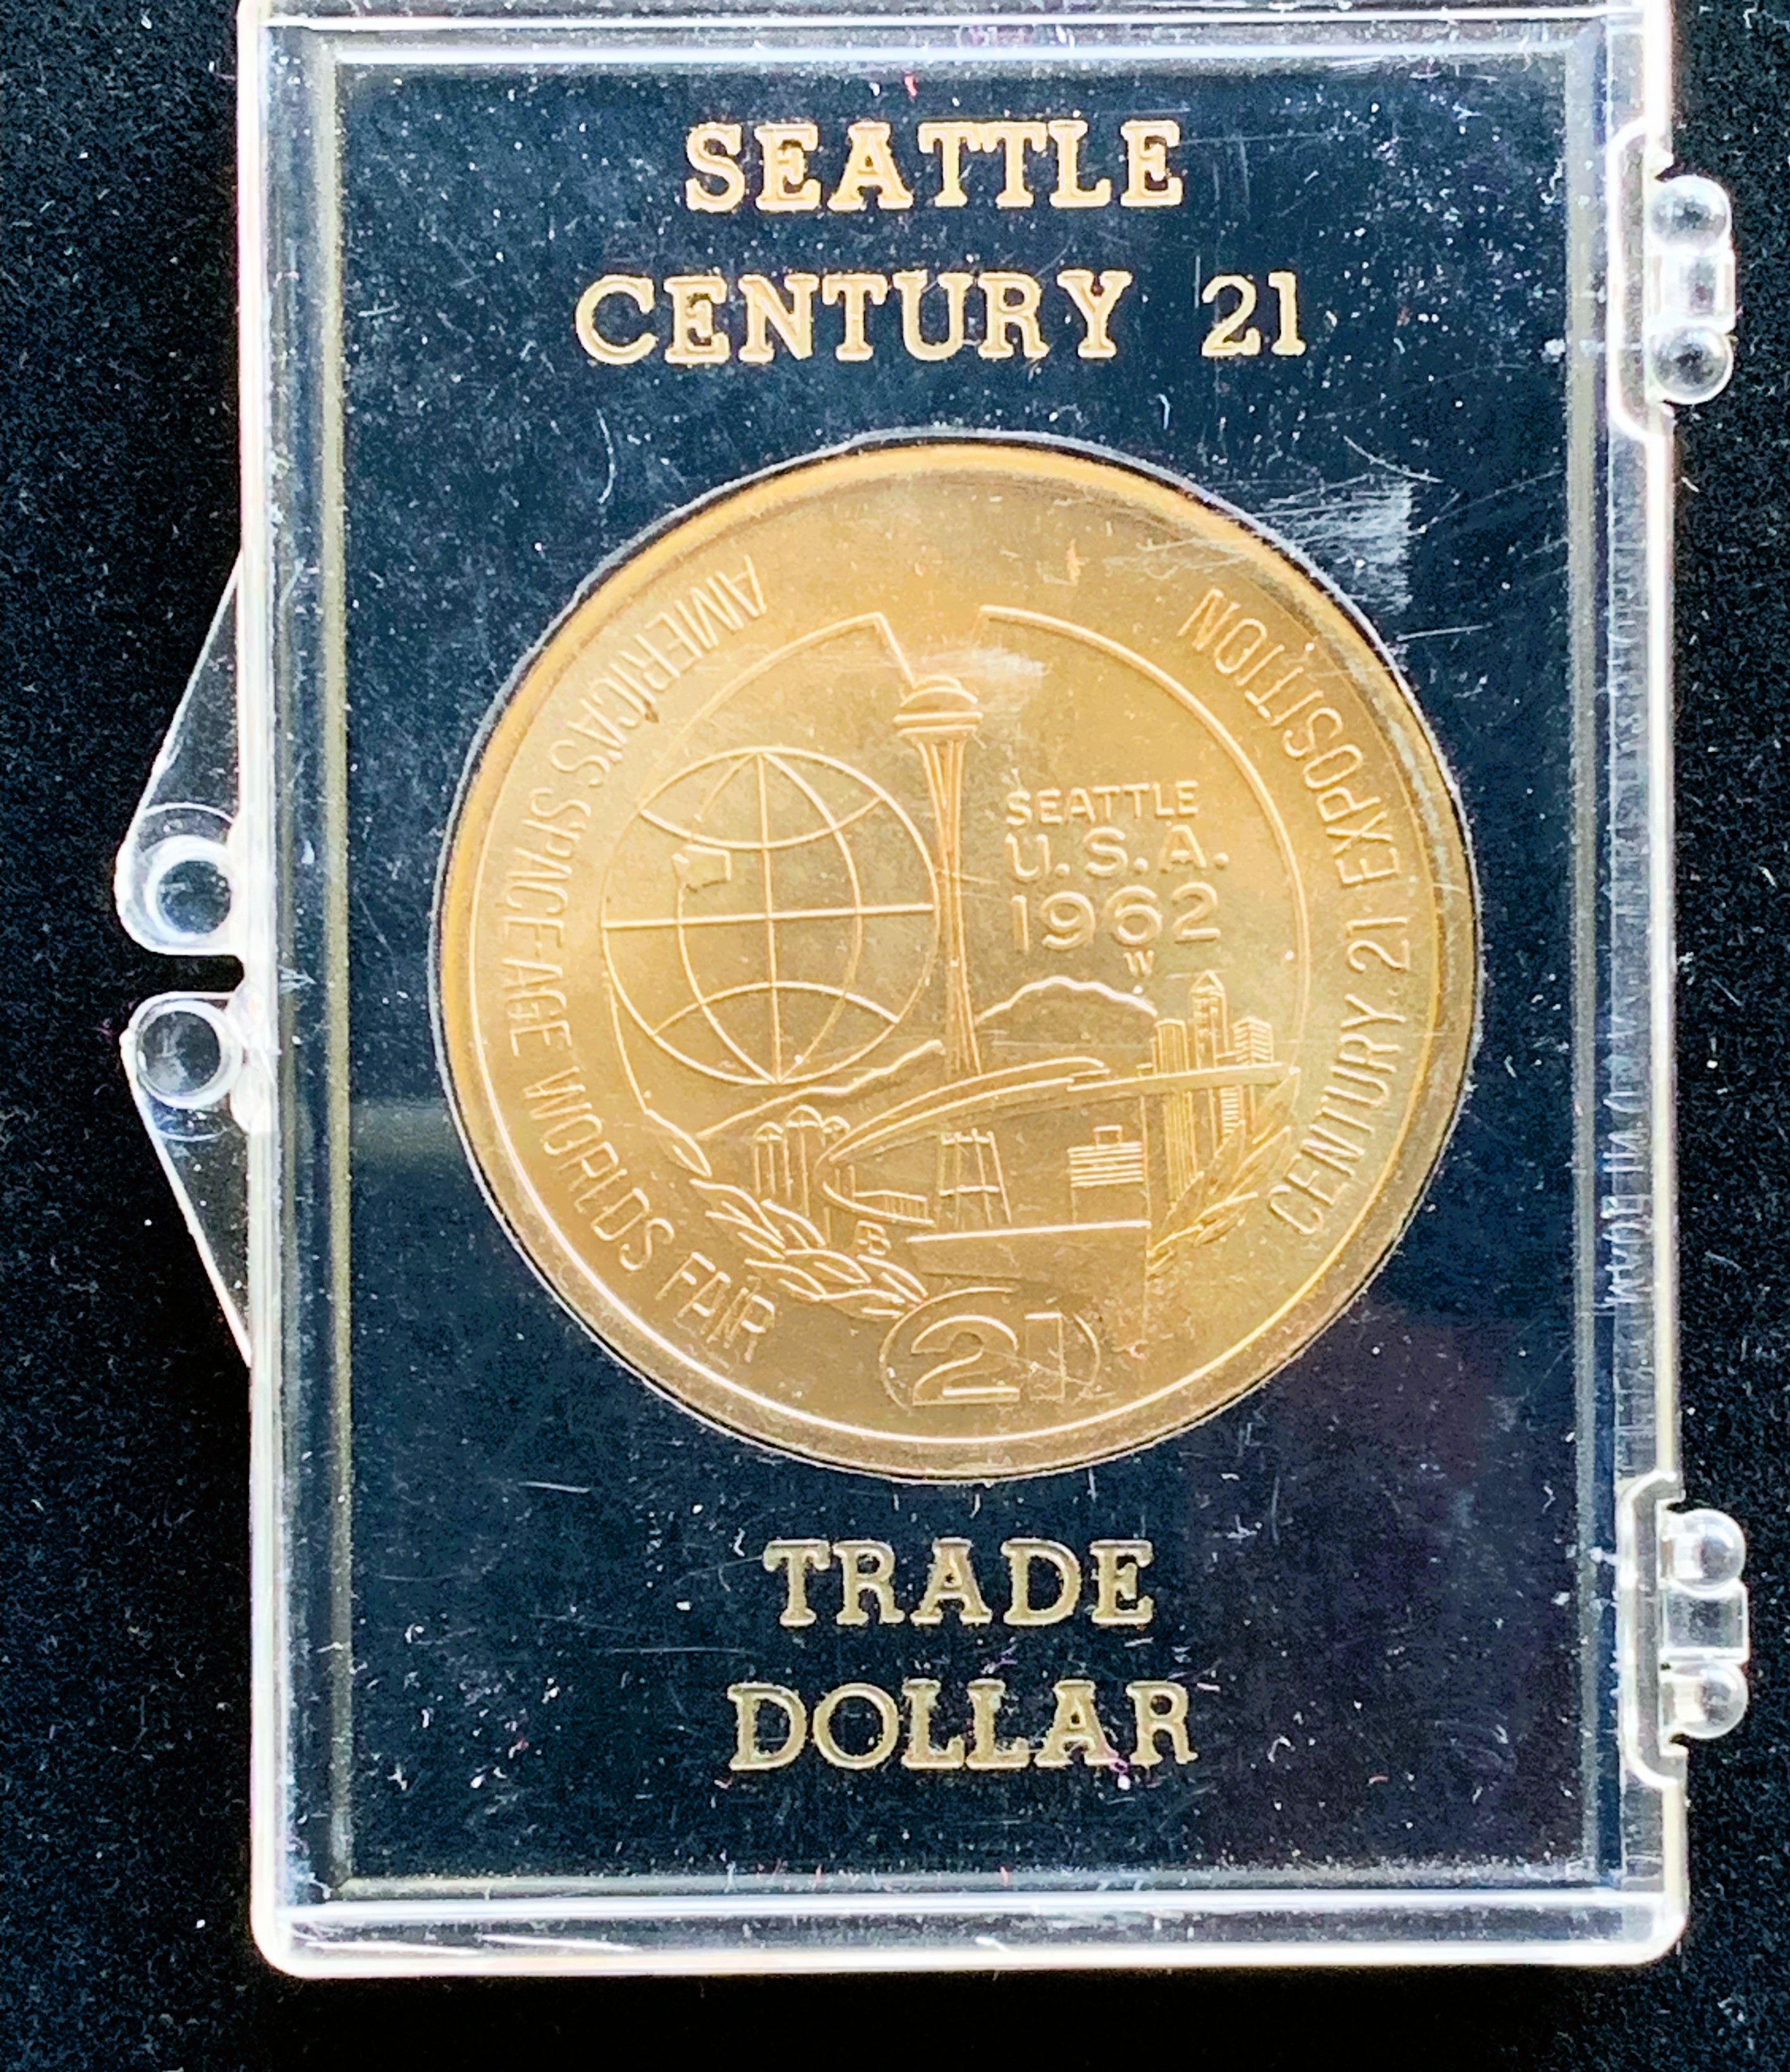 SEATTLE
CENTURY 21
AMERICA'S SPACE-AGE WORLDS FAIR
CENTURY 21 EXPOSITION
SEATTLE
U.S.A.
1962
W
21
TRADE
DOLLAR